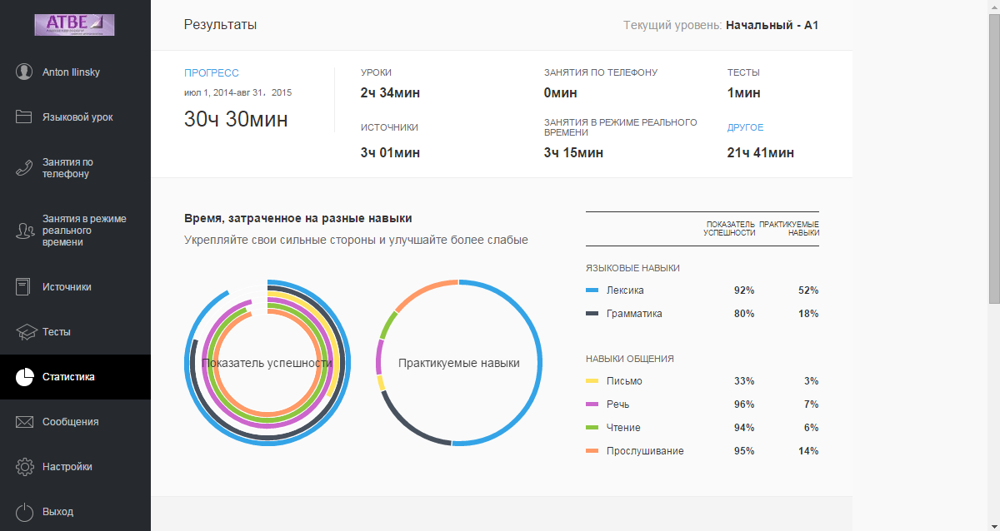 ATBE
Anton Ilinsky
Языковой урок
Занятия по
телефону
Занятия в режиме
реального
времени
Источники
Тесты
Статистика
Сообщения
Настройки
Выход
Результаты
Текущий уровень: Начальный - A1
ПРОГРЕСС
июл 1, 2014-авг 31, 2015
30ч 30мин
УРОКИ
2ч 34мин
ЗАНЯТИЯ ПО ТЕЛЕФОНУ
0мин
ТЕСТЫ
1мин
ИСТОЧНИКИ
3ч 01мин
ЗАНЯТИЯ В РЕЖИМЕ РЕАЛЬНОГО
ВРЕМЕНИ
3ч 15мин
ДРУГОЕ
21ч 41мин
Время, затраченное на разные навыки
Укрепляйте свои сильные стороны и улучшайте более слабые
Показатель успешности
Практикуемые навыки
ПОКАЗАТЕЛЬ ПРАКТИКУЕМЫЕ
УСПЕШНОСТИ НАВЫКИ
ЯЗЫКОВЫЕ НАВЫКИ
Лексика 92% 52%
Грамматика 80% 18%
НАВЫКИ ОБЩЕНИЯ
Письмо 33% 3%
Речь 96% 7%
Чтение 94% 6%
Прослушивание 95% 14%